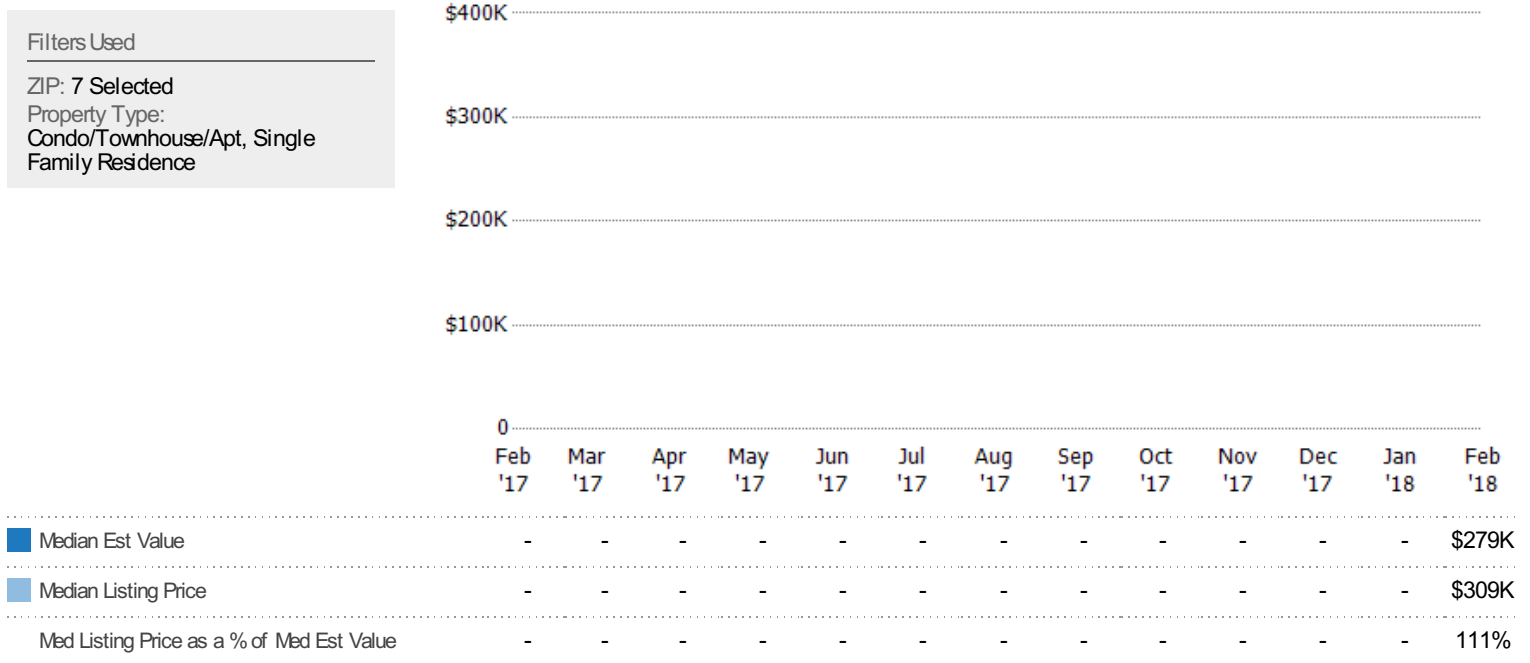 Filters Used
ZIP: 7 Selected
Property Type:
Condo/Townhouse/Apt, Single
Family Residence
$400K
$300K
$200K
$100K
0
Feb Mar Apr May Jun Jul Aug Sep Oct Nov Dec Jan Feb
'17 '17 '17 '17 '17 '17 '17 '17 '17 '17 '17 '18 '18
Median Est Value - - - - - - - - - - - - $279K
Median Listing Price - - - - - - - - - - - - $309K
Med Listing Price as a % of Med Est Value - - - - - - - - - - - - 111%